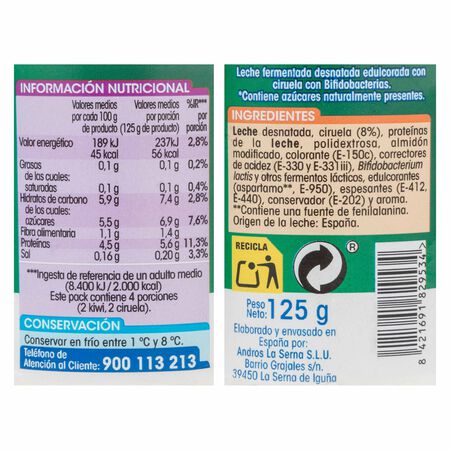 INFORMACIÓN NUTRICIONAL
Valores medios por cada 100 g de producto Valores medios por porción (125 g de producto) %IR*** por porción
Valor energético 189 kJ 237kJ 2,8%
45 kcal 56 kcal
Grasas 0,1 g 0,1 g 0,2%
de las cuales:
saturadas 0,1 g 0,1 g 0,4%
Hidratos de carbono 5,9 g 7,4 g 2,8%
de los cuales:
azúcares 5,5 g 6,9 g 7,6%
Fibra alimentaria 1,1 g 1,4 g
Proteínas 4,5 g 5,6 g 11,3%
Sal 0,16 g 0,20 g 3,3%
***Ingesta de referencia de un adulto medio
(8.400 kJ / 2.000 kcal)
Este pack contiene 4 porciones
(2 kiwi, 2 ciruela).
CONSERVACIÓN
Conservar en frío entre 1 ºC y 8 ºC.
Teléfono de
Atención al Cliente: 900 113 213
Leche fermentada desnatada edulcorada con
ciruela con Bifidobacterias.
*Contiene azúcares naturalmente presentes.
INGREDIENTES
Leche desnatada, ciruela (8%), proteínas
de la leche, polidextrosa, almidón
modificado, colorante (E-150c), correctores
de acidez (E-330 y E-331iii), Bifidobacterium
lactis y otros fermentos lácticos, edulcorantes
(aspartamo**, E-950), espesantes (E-412,
E-440), conservador (E-202) y aroma.
**Contiene una fuente de fenilalanina.
Origen de la leche: España.
RECICLA
®
Peso
Neto: 125 g
Elaborado y envasado en
España por:
Andros La Serna S.L.U.
Barrio Grajales s/n.
39450 La Serna de Iguña
8 421691 829534 >